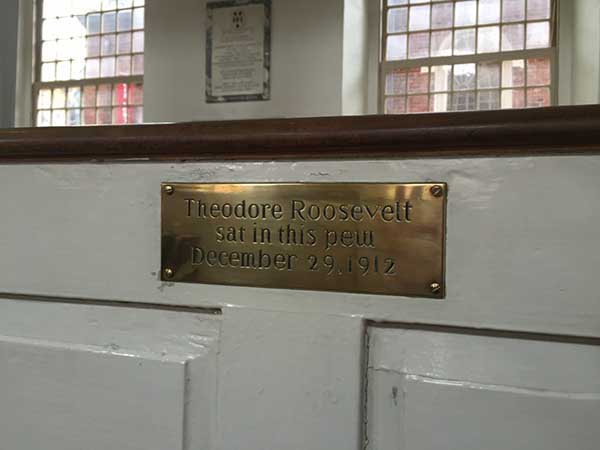 Theodore Roosevelt
sat in this pew
December 29, 1912